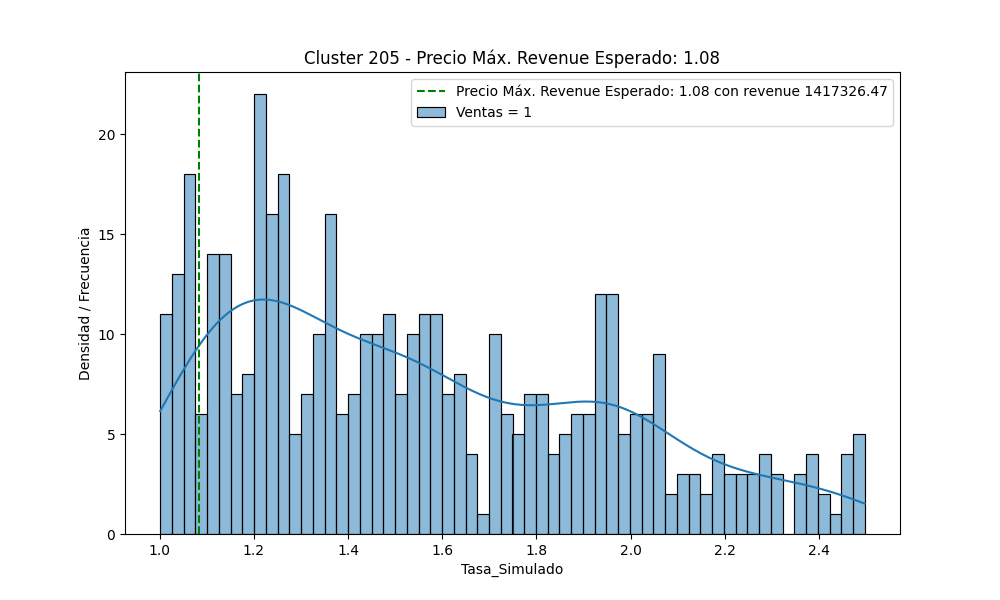 Cluster 205 - Precio Máx. Revenue Esperado: 1.08
Precio Máx. Revenue Esperado: 1.08 con revenue 1417326.47
Ventas = 1
Densidad / Frecuencia
20
15
10
5
0
1.0 1.2 1.4 1.6 1.8 2.0 2.2 2.4
Tasa_Simulado